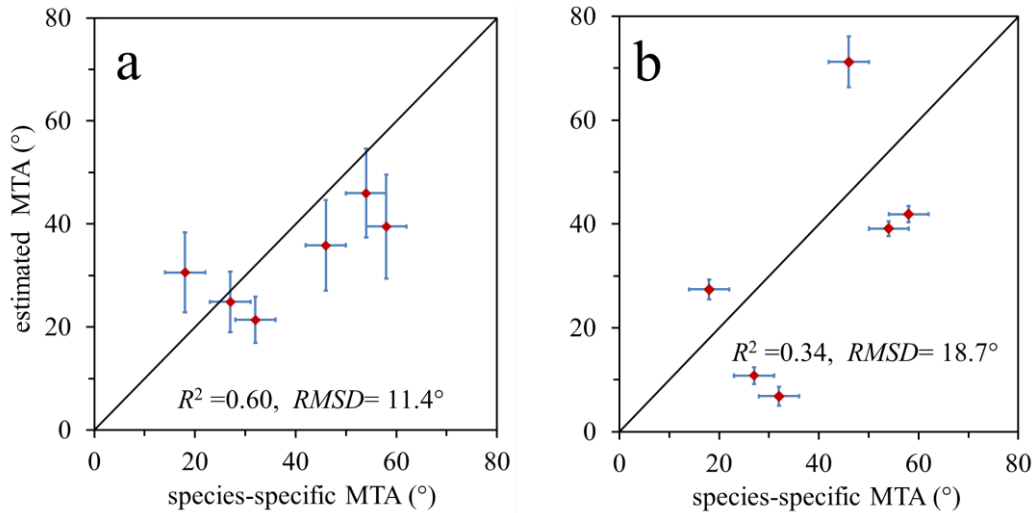 a
estimated MTA (°)
80
60
40
20
0
R² =0.60, RMSD= 11.4°
0 20 40 60 80
species-specific MTA (°)
b
80
60
40
20
0
R² =0.34, RMSD= 18.7°
0 20 40 60 80
species-specific MTA (°)